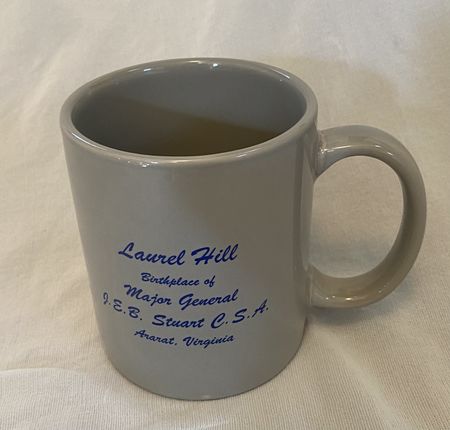 Laurel Hill
Birthplace of
Major General
J.E.B. Stuart C.S.A.
Ararat, Virginia